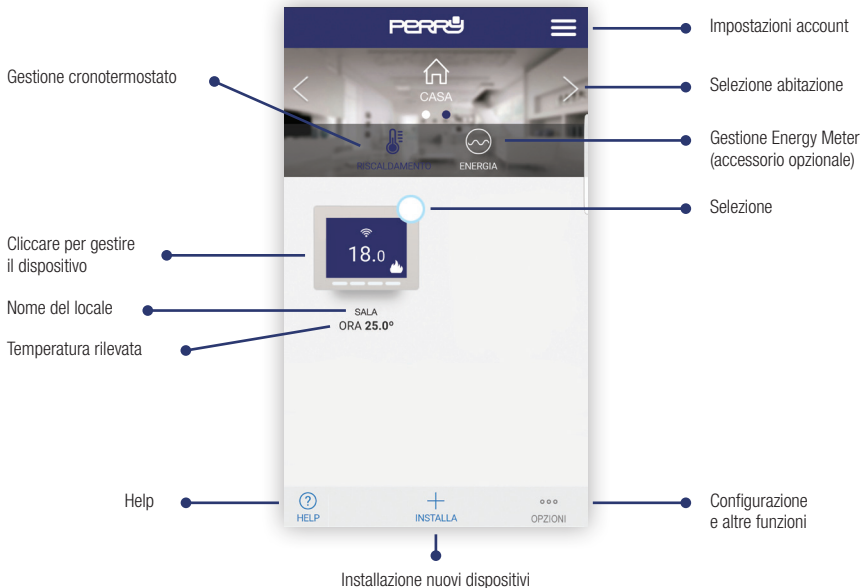 PERRY
Impostazioni account
Gestione cronotermostato
Selezione abitazione
CASA
Gestione Energy Meter
(accessorio opzionale)
RISCALDAMENTO
ENERGIA
Selezione
18.0
Cliccare per gestire
il dispositivo
Nome del locale
SALA
Temperatura rilevata
ORA 25.0°
Help
?
HELP
INSTALLA
OPZIONI
Configurazione
e altre funzioni
Installazione nuovi dispositivi